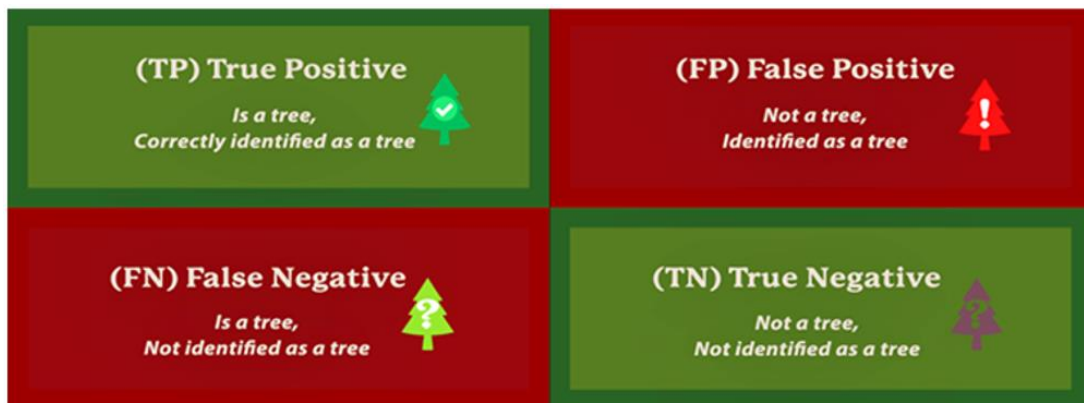 (TP) True Positive
Is a tree,
Correctly identified as a tree
(FP) False Positive
!
Not a tree,
Identified as a tree
(FN) False Negative
?
Is a tree,
Not identified as a tree
(TN) True Negative
?
Not a tree,
Not identified as a tree